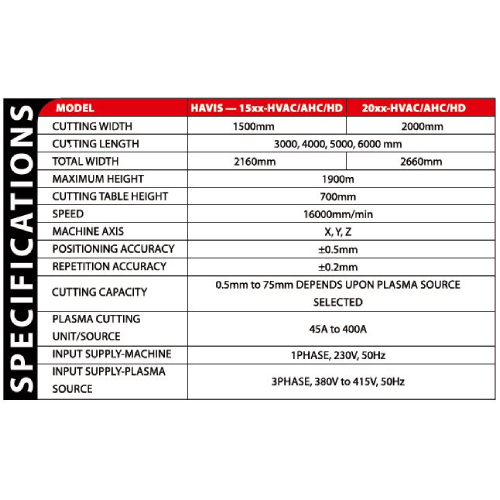 SPECIFICATIONS
MODEL HAVIS — 15xx-HVAC/AHC/HD 20xx-HVAC/AHC/HD
CUTTING WIDTH 1500mm 2000mm
CUTTING LENGTH 3000, 4000, 5000, 6000 mm
TOTAL WIDTH 2160mm 2660mm
MAXIMUM HEIGHT 1900m
CUTTING TABLE HEIGHT 700mm
SPEED 16000mm/min
MACHINE AXIS X, Y, Z
POSITIONING ACCURACY ±0.5mm
REPETITION ACCURACY ±0.2mm
CUTTING CAPACITY 0.5mm to 75mm DEPENDS UPON PLASMA SOURCE
SELECTED
PLASMA CUTTING
UNIT/SOURCE 45A to 400A
INPUT SUPPLY-MACHINE 1PHASE, 230V, 50Hz
INPUT SUPPLY-PLASMA
SOURCE 3PHASE, 380V to 415V, 50Hz